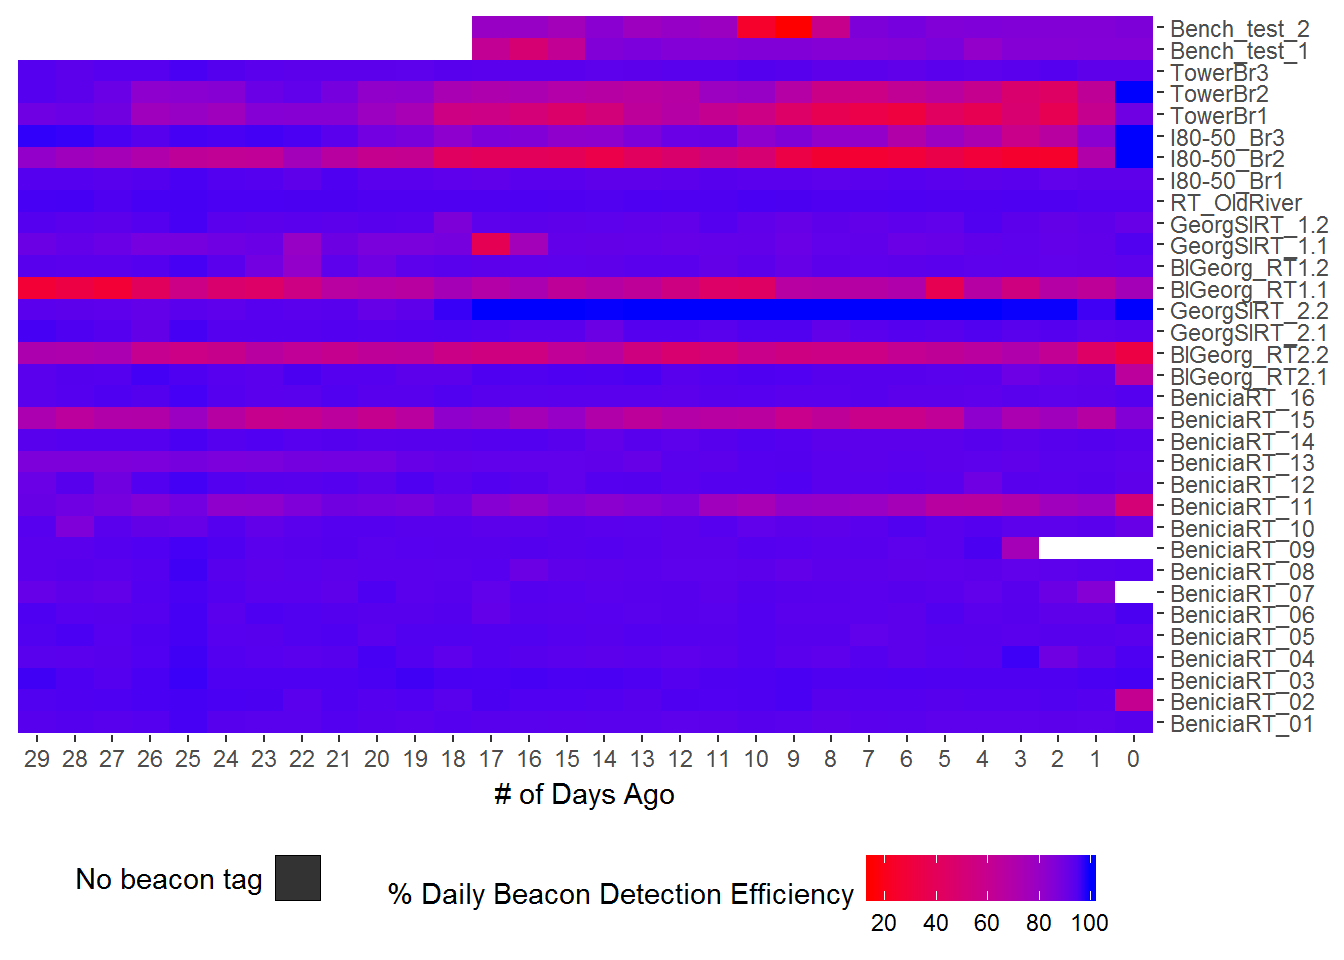 Bench_test_2
Bench_test_1
TowerBr3
TowerBr2
TowerBr1
I80-50_Br3
I80-50_Br2
I80-50_Br1
RT_OldRiver
GeorgSlRT_1.2
GeorgSlRT_1.1
BlGeorg_RT1.2
BlGeorg_RT1.1
GeorgSlRT_2.2
GeorgSlRT_2.1
BlGeorg_RT2.2
BlGeorg_RT2.1
BeniciaRT_16
BeniciaRT_15
BeniciaRT_14
BeniciaRT_13
BeniciaRT_12
BeniciaRT_11
BeniciaRT_10
BeniciaRT_09
BeniciaRT_08
BeniciaRT_07
BeniciaRT_06
BeniciaRT_05
BeniciaRT_04
BeniciaRT_03
BeniciaRT_02
BeniciaRT_01
29 28 27 26 25 24 23 22 21 20 19 18 17 16 15 14 13 12 11 10 9 8 7 6 5 4 3 2 1 0
# of Days Ago
No beacon tag
% Daily Beacon Detection Efficiency
20 40 60 80 100